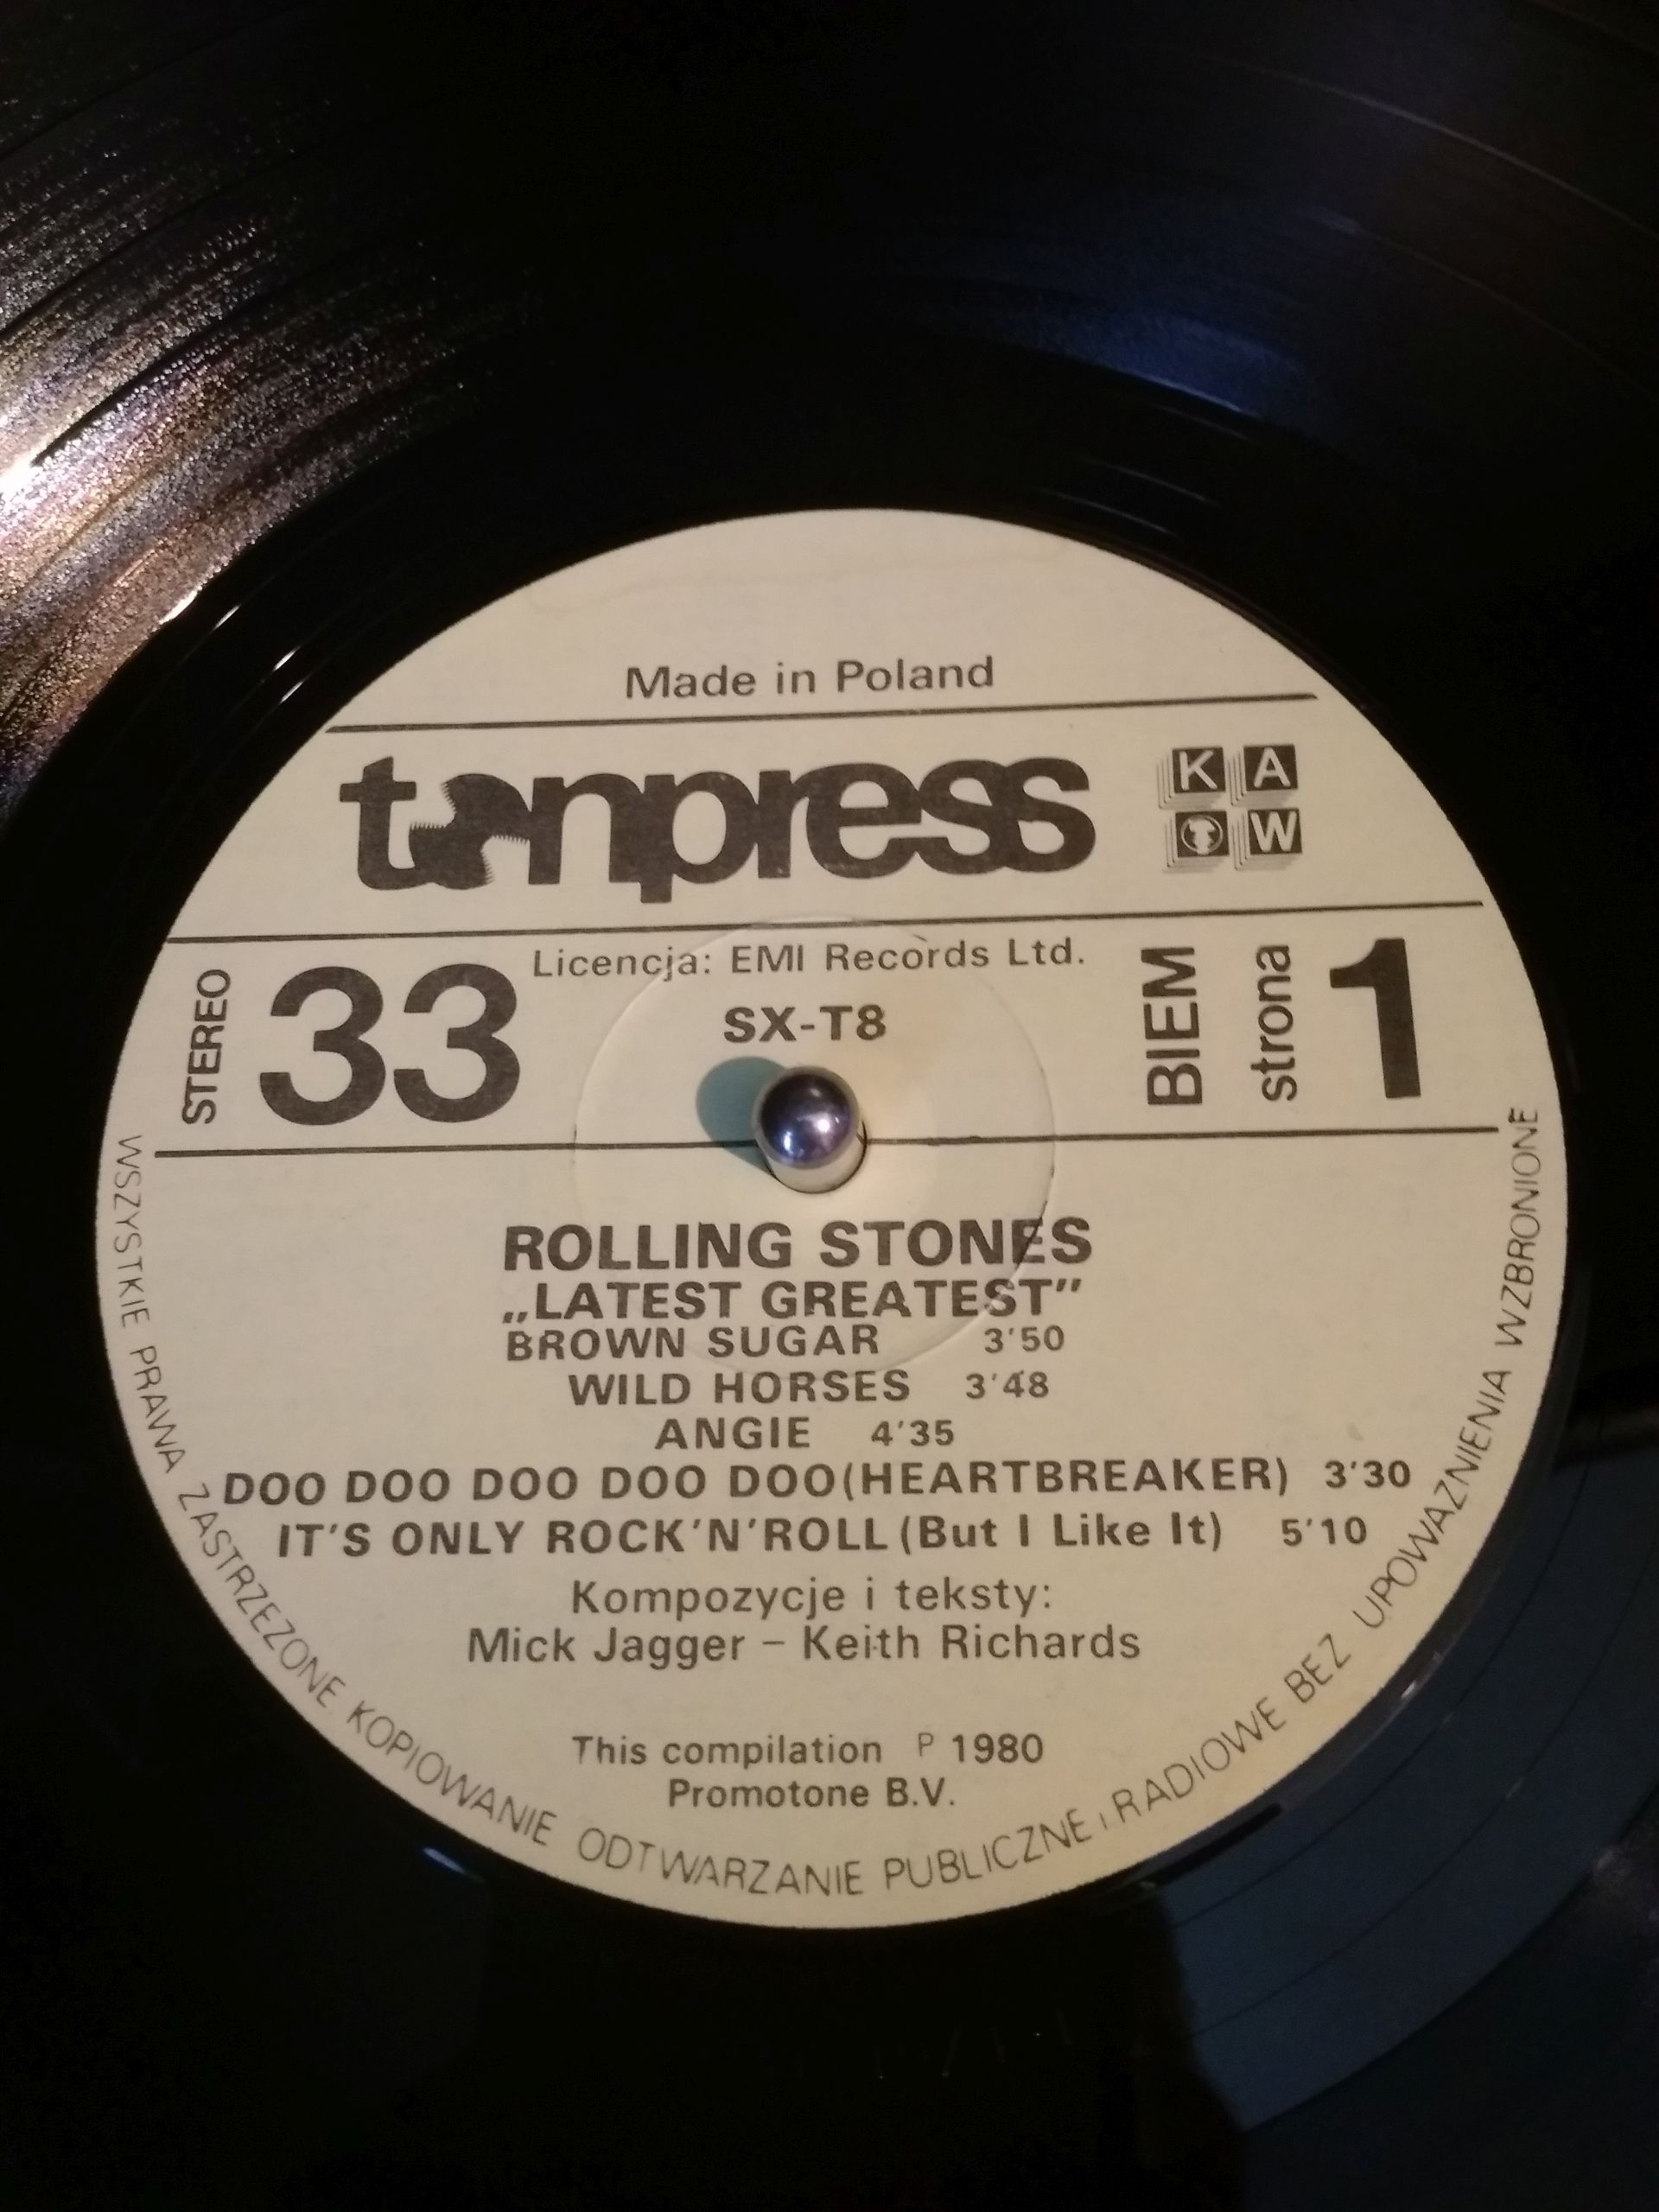 Made in Poland
tonpress
K A
W
STEREO
33
Licencja: EMI Records Ltd.
SX-T8
BIEM
strona
1
ROLLING STONES
„LATEST GREATEST”
BROWN SUGAR 3'50
WILD HORSES 3'48
ANGIE 4'35
DOO DOO DOO DOO DOO(HEARTBREAKER) 3'30
IT'S ONLY ROCK'N'ROLL (But I Like It) 5'10
Kompozycje i teksty:
Mick Jagger – Keith Richards
This compilation P 1980
Promotone B.V.
WSZYSTKIE PRAWA ZASTRZEZONE KOPIOWANIE ODTWARZANIE PUBLICZNE i RADIOWE BEZ UPOWAZNIENIA WZBRONIONE